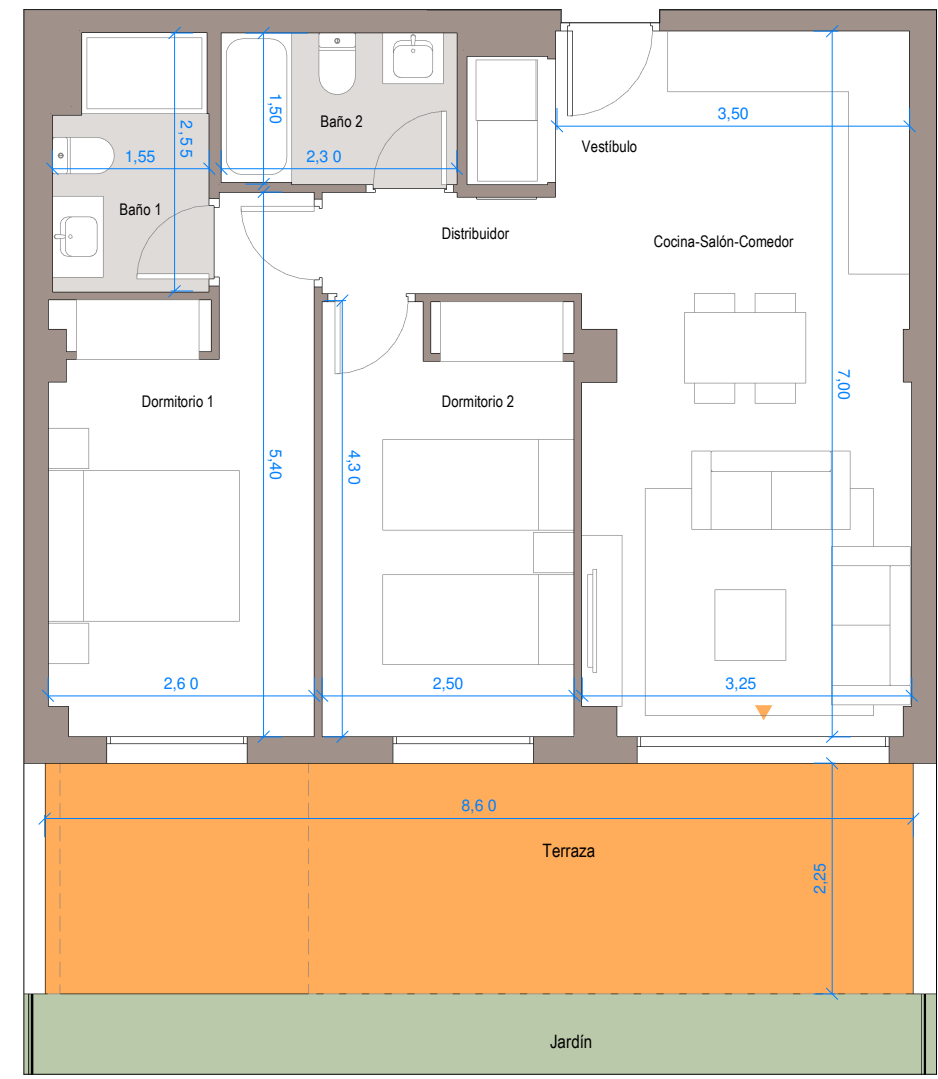 1,50
2,55
Baño 2
3,50
Vestíbulo
1,55
2,3 0
Baño 1
Distribuidor
Cocina-Salón-Comedor
7,00
Dormitorio 1
Dormitorio 2
5,40
4,3 0
2,6 0
2,50
3,25
8,6 0
Terraza
2,25
Jardín